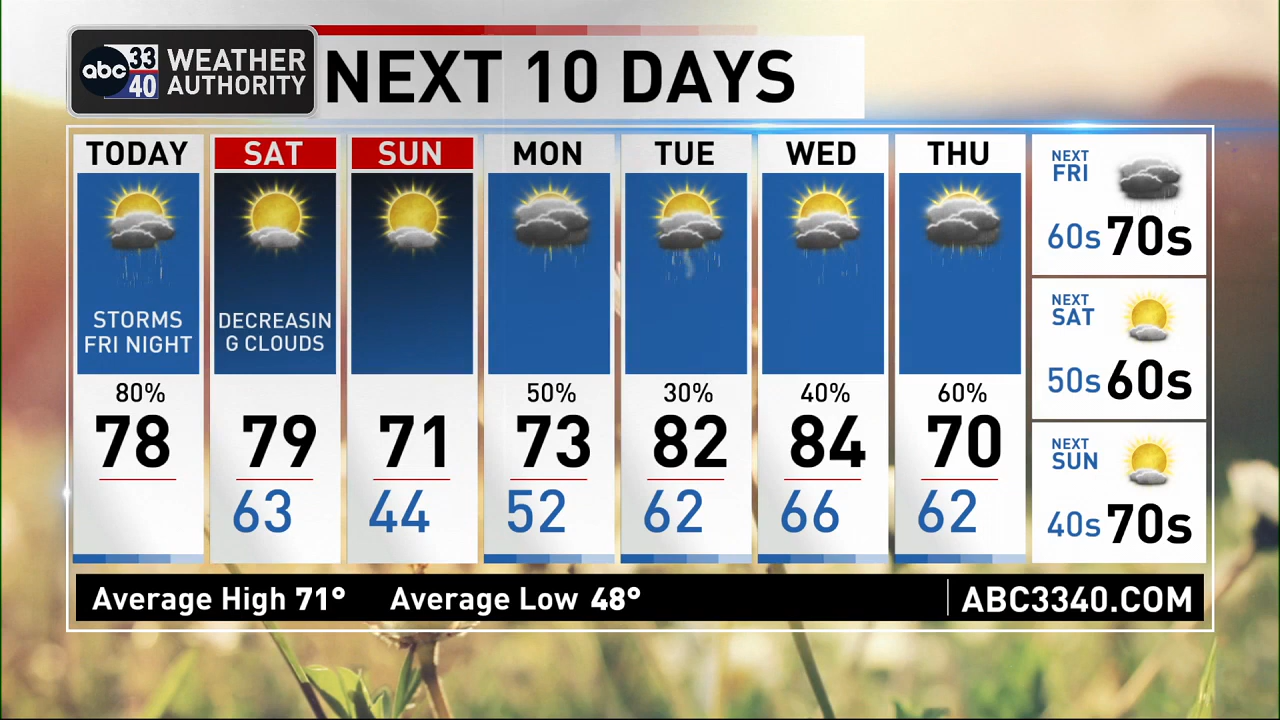 abc 33 40 WEATHER AUTHORITY
NEXT 10 DAYS
TODAY
STORMS
FRI NIGHT
80%
78
SAT
DECREASIN
G CLOUDS
79
63
SUN
71
44
MON
50%
73
52
TUE
30%
82
62
WED
40%
84
66
THU
60%
70
62
NEXT
FRI
60s 70s
NEXT
SAT
50s 60s
NEXT
SUN
40s 70s
Average High 71° Average Low 48° ABC3340.COM